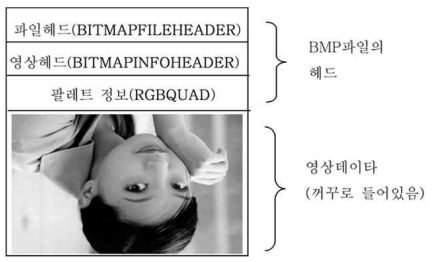 파일헤드(BITMAPFILEHEADER)
영상헤드(BITMAPINFOHEADER)
팔레트 정보(RGBQUAD)
BMP파일의
헤드
영상데이타
(꺼꾸로 들어있음)